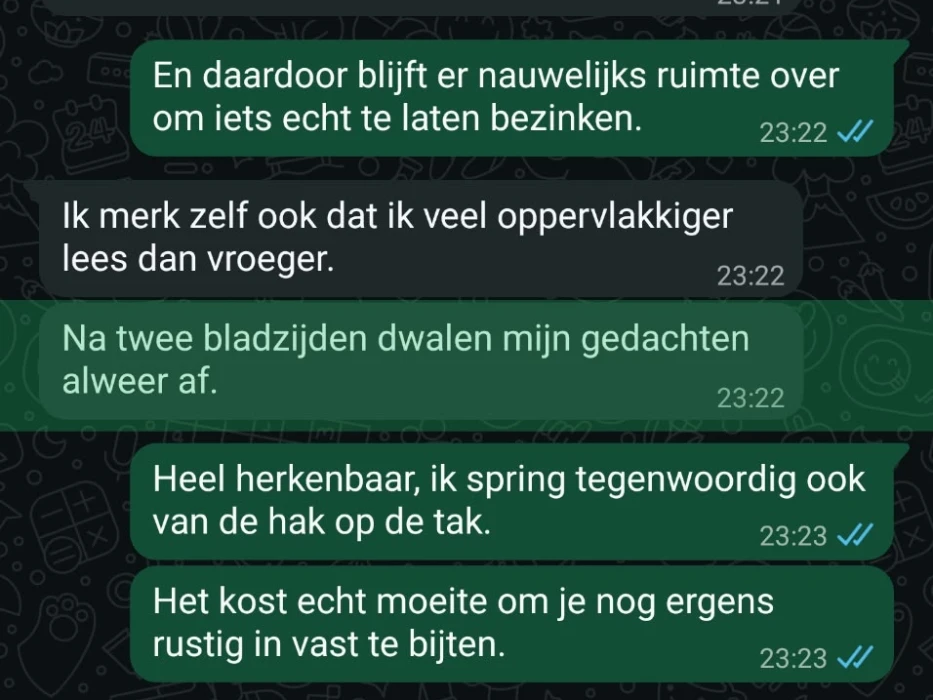 En daardoor blijft er nauwelijks ruimte over
om iets echt te laten bezinken.
23:22
Ik merk zelf ook dat ik veel oppervlakkiger
lees dan vroeger.
23:22
Na twee bladzijden dwalen mijn gedachten
alweer af.
23:22
Heel herkenbaar, ik spring tegenwoordig ook
van de hak op de tak.
23:23
Het kost echt moeite om je nog ergens
rustig in vast te bijten.
23:23